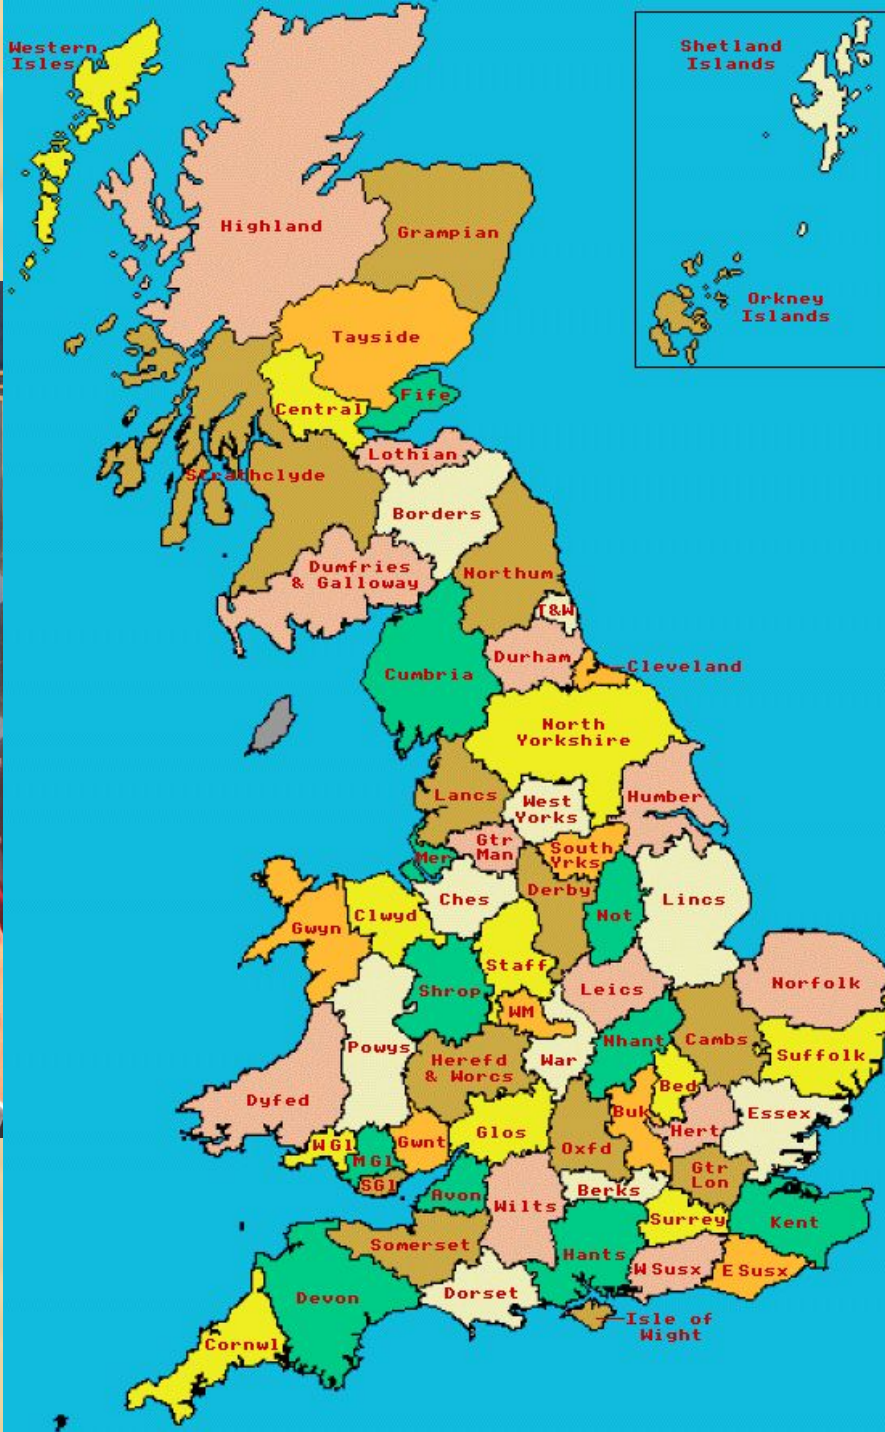 Western
Isles
Shetland
Islands
Highland
Grampian
Orkney
Islands
Tayside
Fife
Central
Lothian
Strathclyde
Borders
Dumfries
& Galloway
Northum
T&W
Durham
Cleveland
Cumbria
North
Yorkshire
Lancs
West
Yorks
Humber
Gtr
Man
South
Yrks
Mer
Derby
Ches
Lincs
Not
Clwyd
Gwyn
Staff
Leics
Norfolk
Shrop
WM
Nhant
Cambs
Powys
Herefd
& Worcs
War
Suffolk
Bed
Dyfed
Buk
Essex
Hert
Glos
W Gl
Gwnt
Oxfd
M Gl
Gtr
Lon
SGl
Berks
Avon
Wilts
Surrey
Kent
Somerset
Hants
W Susx
E Susx
Dorset
Devon
Isle of
Wight
Cornwl